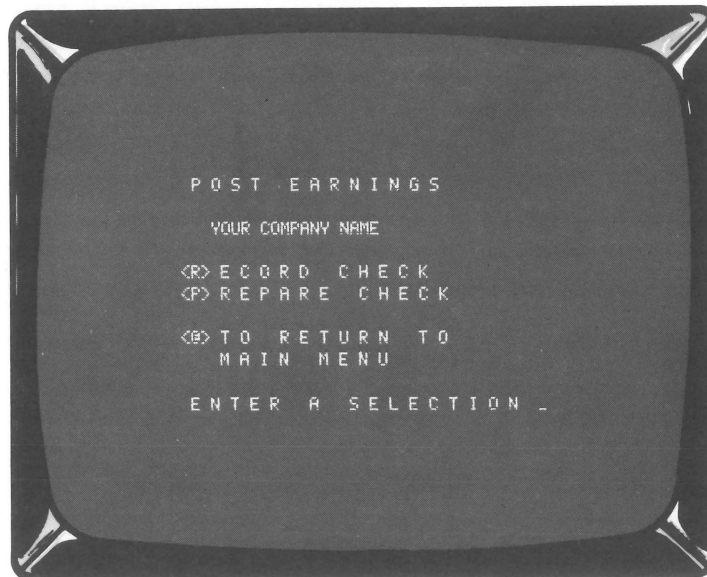 POST EARNINGS
YOUR COMPANY NAME
<R>ECORD CHECK
<P>REPARE CHECK
<@>TO RETURN TO
MAIN MENU
ENTER A SELECTION _